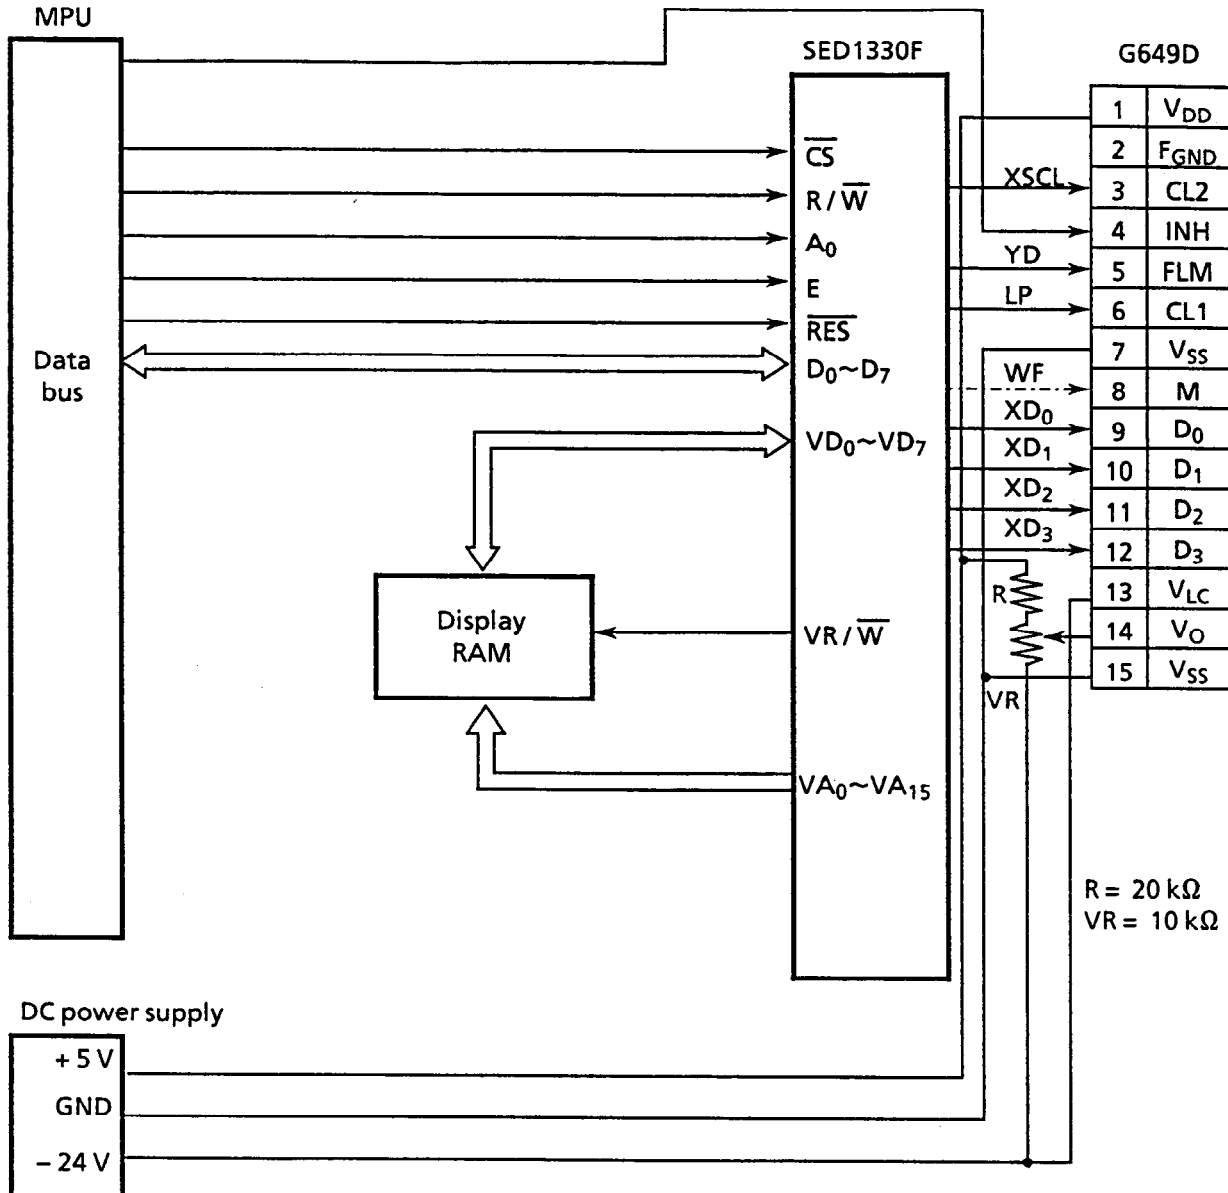 MPU
SED1330F
G649D
Data
bus
C̅S̅
R / W̅
A₀
E
R̅E̅S̅
D₀~D₇
VD₀~VD₇
VR / W̅
VA₀~VA₁₅
Display
RAM
XSCL
YD
LP
WF
XD₀
XD₁
XD₂
XD₃
R
VR
1 V_DD
2 F_GND
3 CL2
4 INH
5 FLM
6 CL1
7 V_SS
8 M
9 D₀
10 D₁
11 D₂
12 D₃
13 V_LC
14 V_O
15 V_SS
R = 20 kΩ
VR = 10 kΩ
DC power supply
+ 5 V
GND
– 24 V